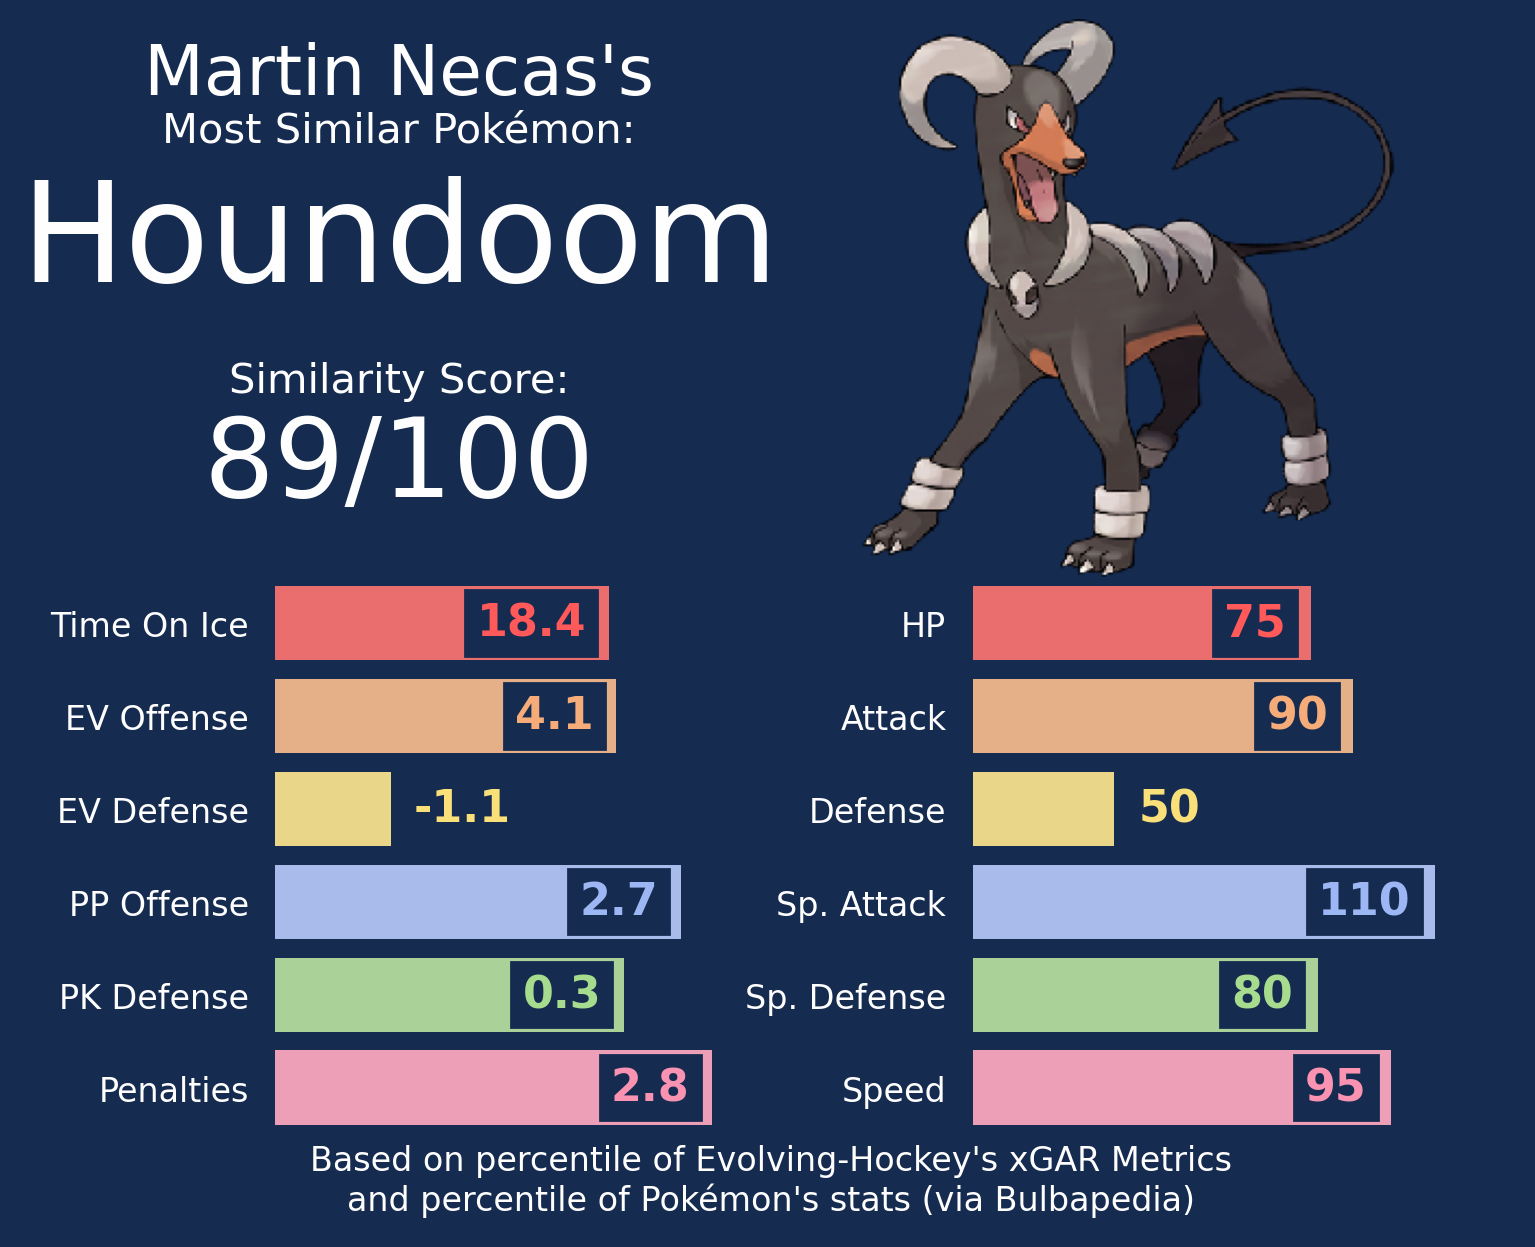 Martin Necas's
Most Similar Pokémon:
Houndoom
Similarity Score:
89/100
Time On Ice 18.4
EV Offense 4.1
EV Defense -1.1
PP Offense 2.7
PK Defense 0.3
Penalties 2.8
HP 75
Attack 90
Defense 50
Sp. Attack 110
Sp. Defense 80
Speed 95
Based on percentile of Evolving-Hockey's xGAR Metrics
and percentile of Pokémon's stats (via Bulbapedia)